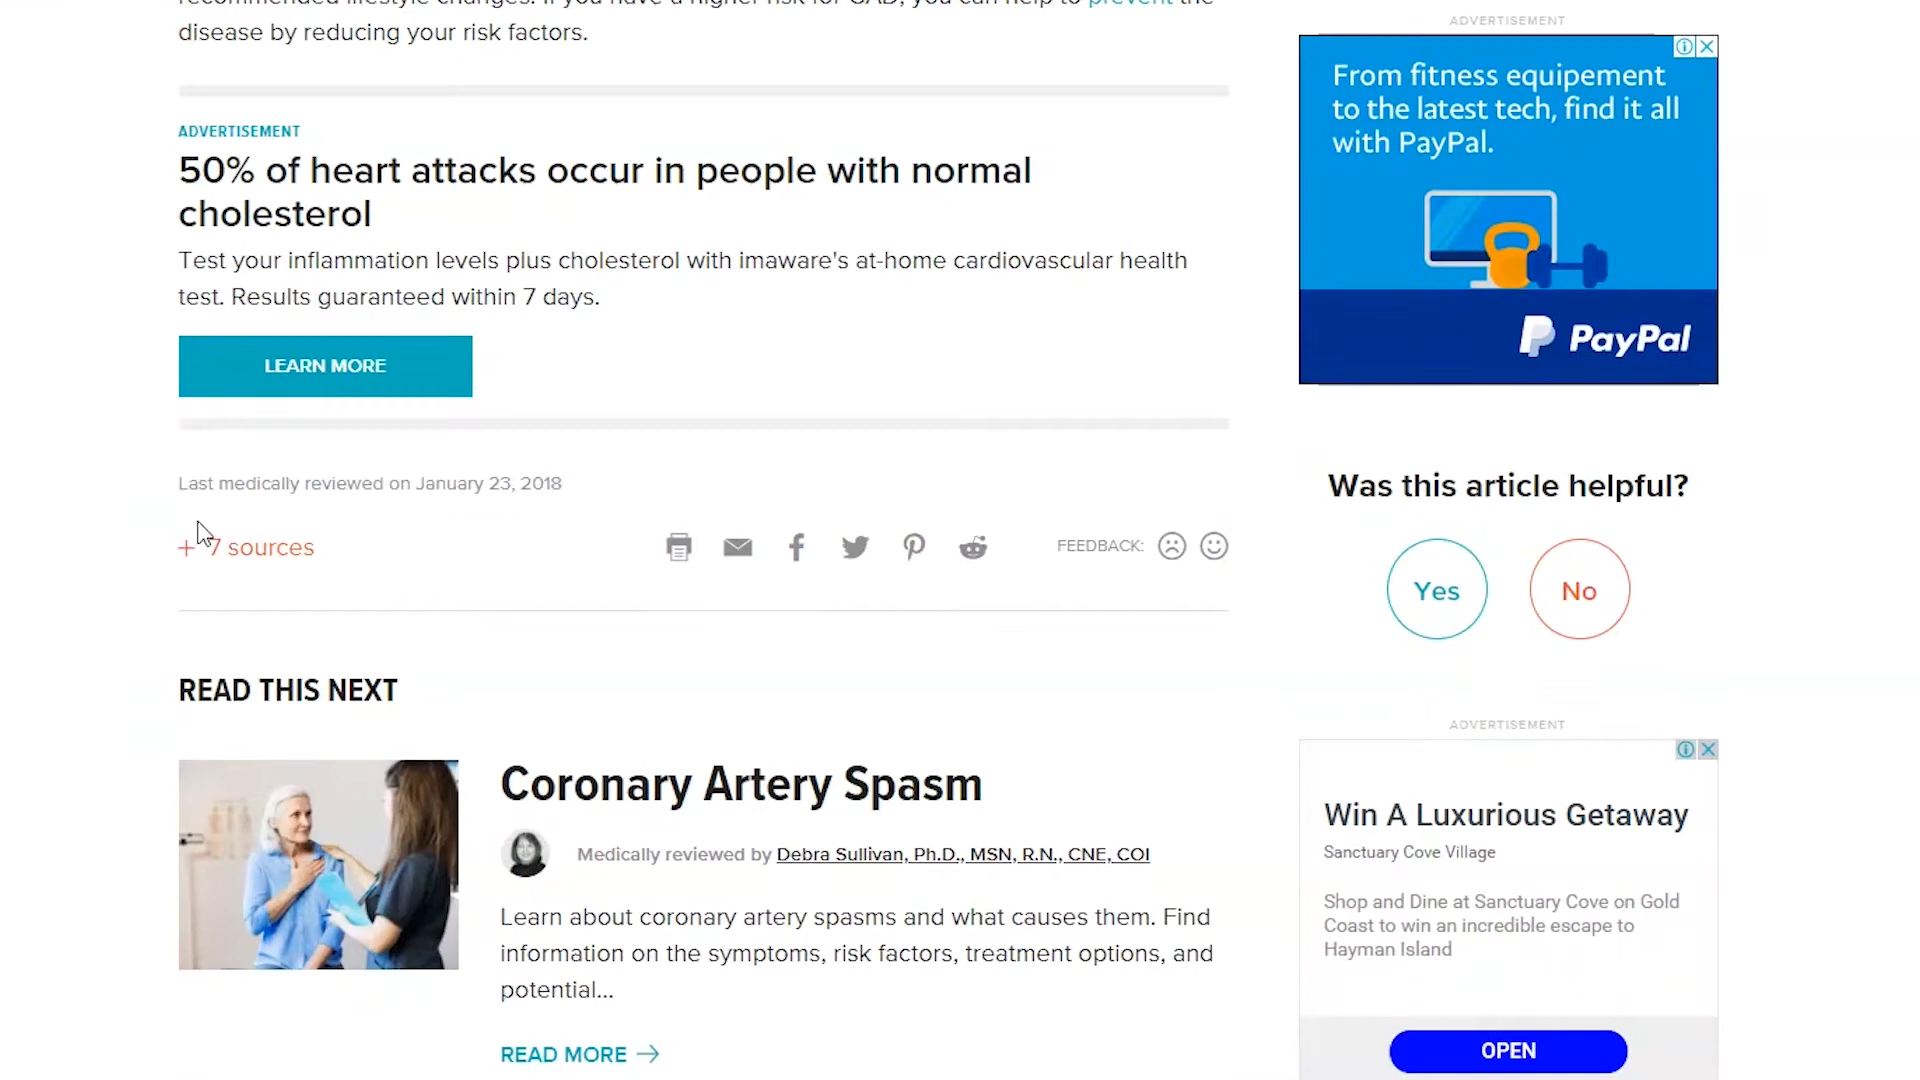 disease by reducing your risk factors.
ADVERTISEMENT
50% of heart attacks occur in people with normal
cholesterol
Test your inflammation levels plus cholesterol with imaware's at-home cardiovascular health
test. Results guaranteed within 7 days.
LEARN MORE
Last medically reviewed on January 23, 2018
+ 7 sources
FEEDBACK:
READ THIS NEXT
Coronary Artery Spasm
Medically reviewed by Debra Sullivan, Ph.D., MSN, R.N., CNE, COI
Learn about coronary artery spasms and what causes them. Find
information on the symptoms, risk factors, treatment options, and
potential...
READ MORE
ADVERTISEMENT
From fitness equipement
to the latest tech, find it all
with PayPal.
PayPal
Was this article helpful?
Yes
No
ADVERTISEMENT
Win A Luxurious Getaway
Sanctuary Cove Village
Shop and Dine at Sanctuary Cove on Gold
Coast to win an incredible escape to
Hayman Island
OPEN